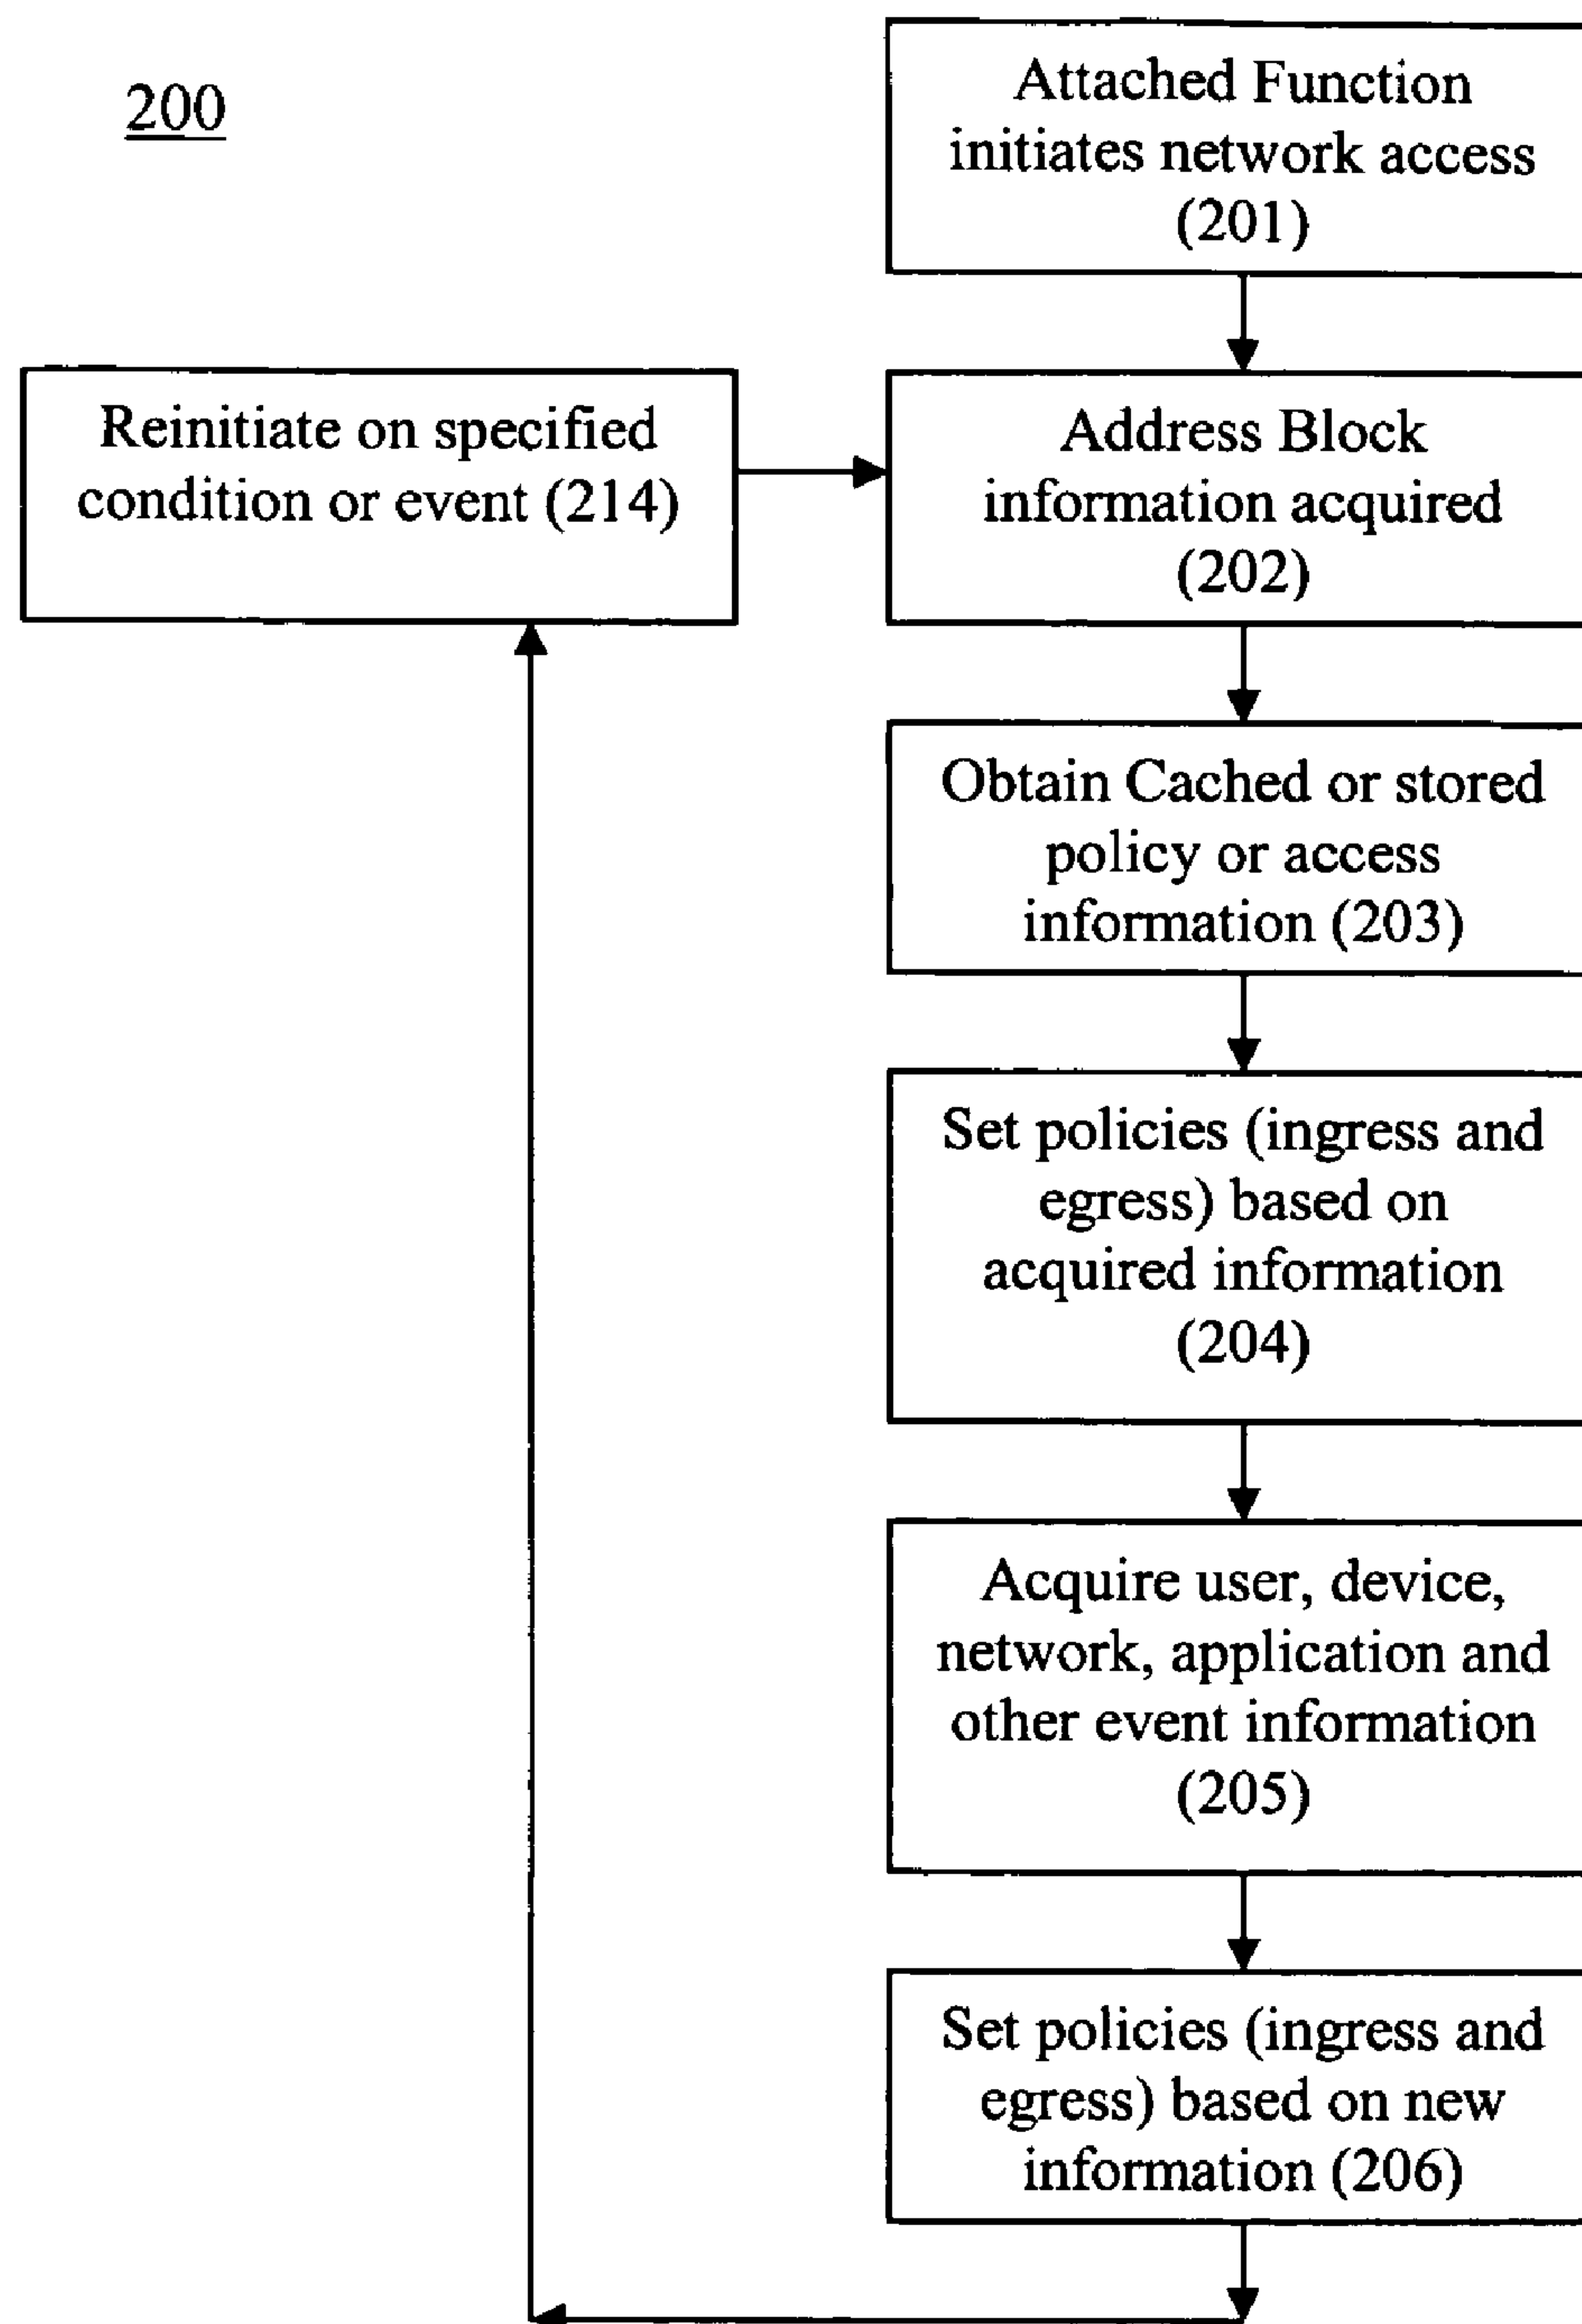 200
Attached Function
initiates network access
(201)
Reinitiate on specified
condition or event (214)
Address Block
information acquired
(202)
Obtain Cached or stored
policy or access
information (203)
Set policies (ingress and
egress) based on
acquired information
(204)
Acquire user, device,
network, application and
other event information
(205)
Set policies (ingress and
egress) based on new
information (206)